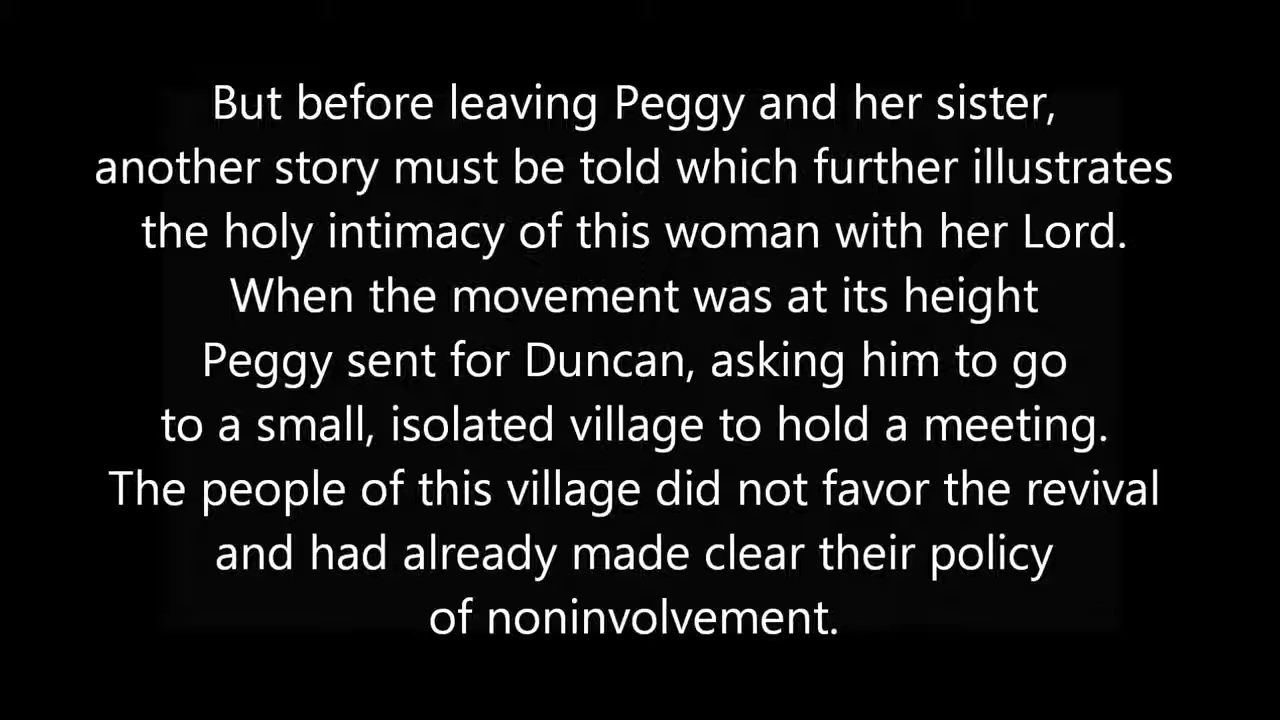 But before leaving Peggy and her sister,
another story must be told which further illustrates
the holy intimacy of this woman with her Lord.
When the movement was at its height
Peggy sent for Duncan, asking him to go
to a small, isolated village to hold a meeting.
The people of this village did not favor the revival
and had already made clear their policy
of noninvolvement.